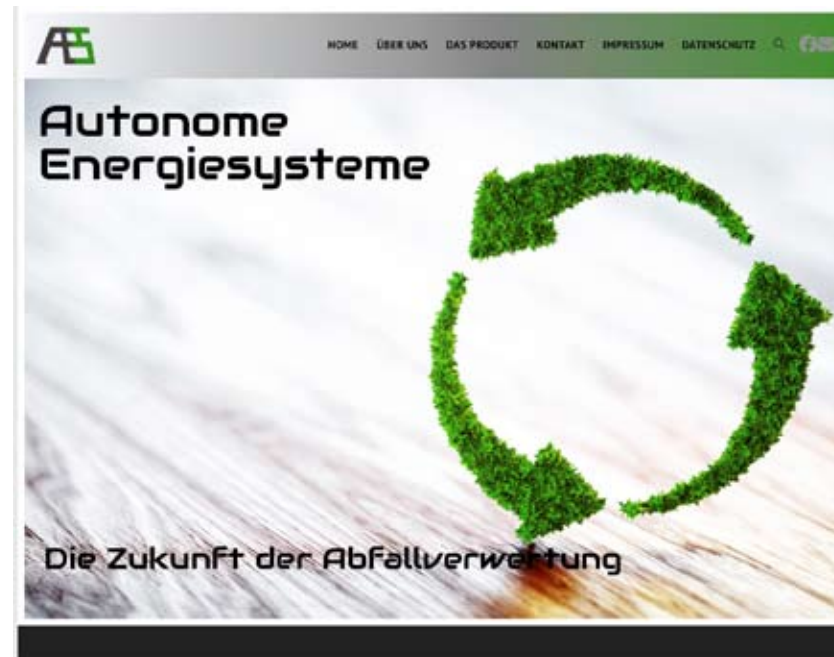 AES
HOME ÜBER UNS DAS PRODUKT KONTAKT IMPRESSUM DATENSCHUTZ
Autonome
Energiesysteme
Die Zukunft der Abfallverwertung